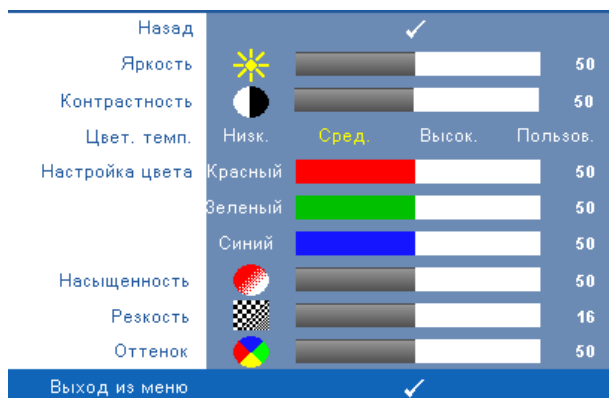 Назад
Яркость 50
Контрастность 50
Цвет. темп. Низк. Сред. Высок. Пользов.
Настройка цвета Красный 50
Зеленый 50
Синий 50
Насыщенность 50
Резкость 16
Оттенок 50
Выход из меню